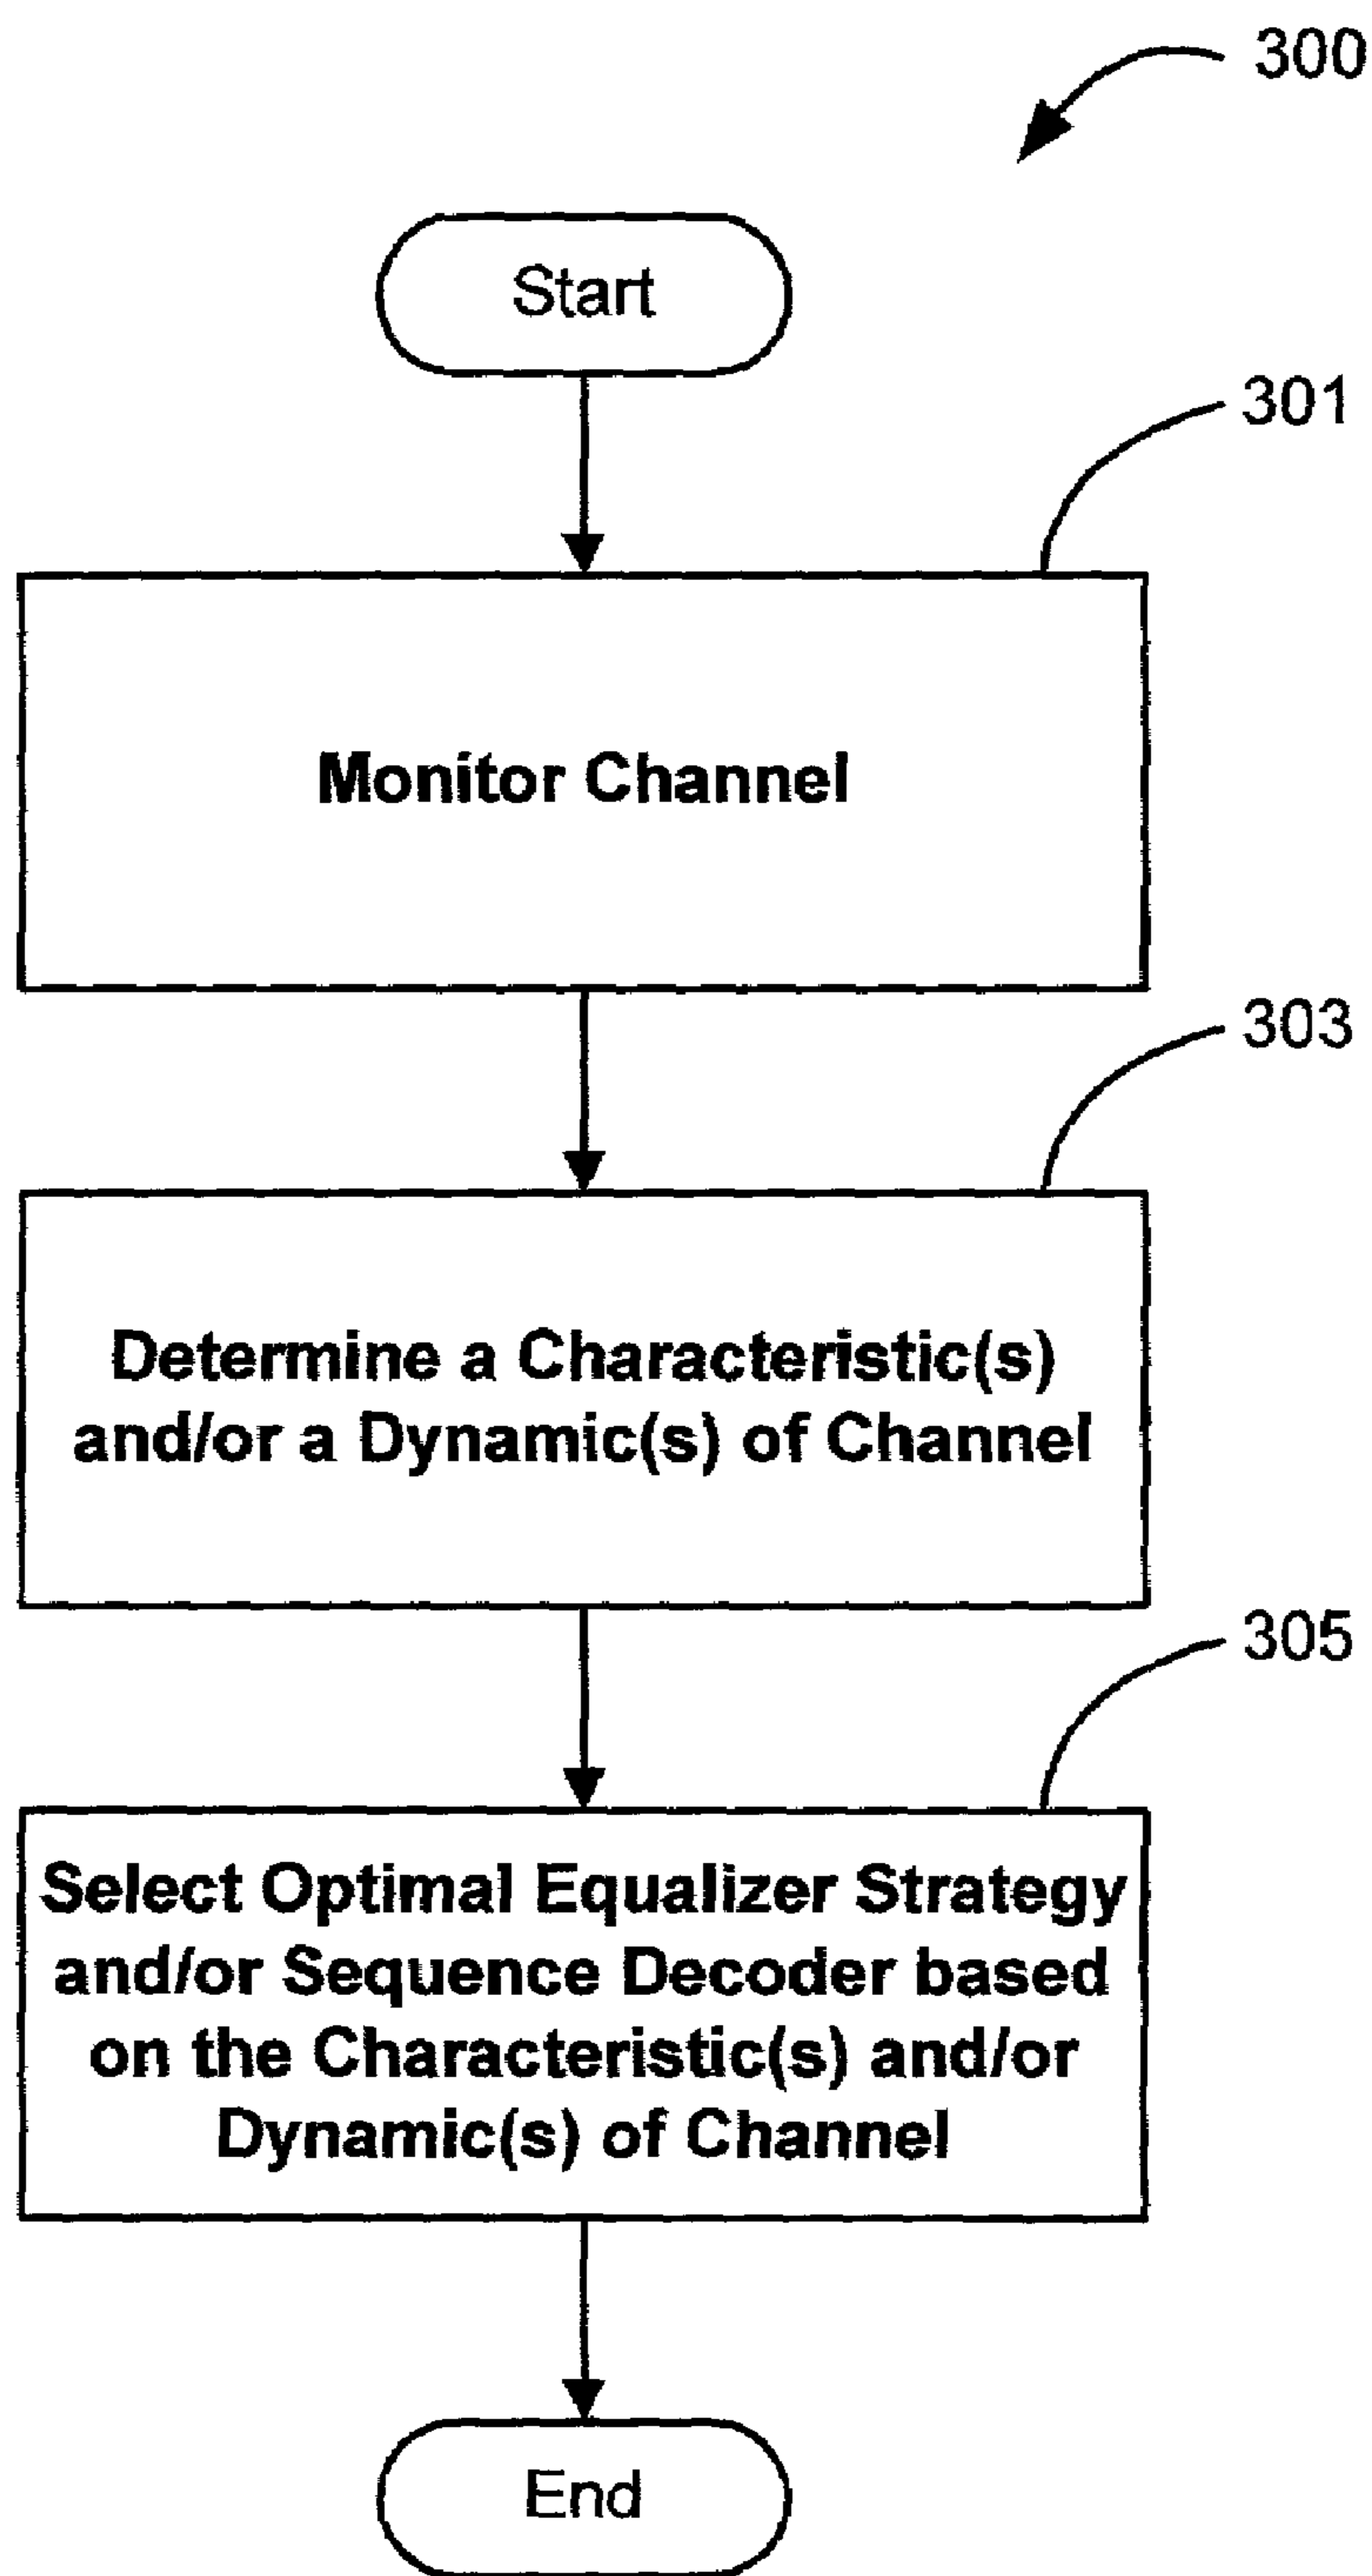 300
Start
301
Monitor Channel
303
Determine a Characteristic(s)
and/or a Dynamic(s) of Channel
305
Select Optimal Equalizer Strategy
and/or Sequence Decoder based
on the Characteristic(s) and/or
Dynamic(s) of Channel
End